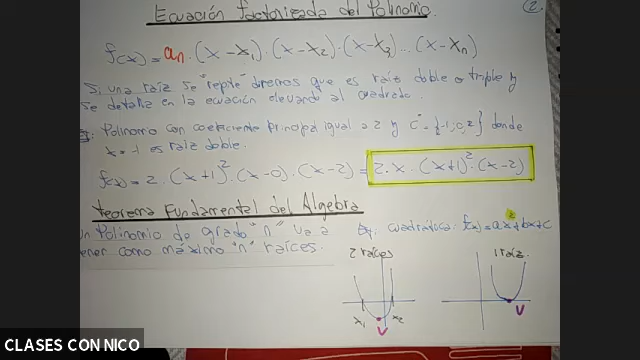 Ecuación factorizada del Polinomio.
2.
f(x) = an · (x - x1) · (x - x2) · (x - x3) ... (x - xn)
Si una raíz se "repite" diremos que es raíz doble o triple y
se detalla en la ecuación elevando al cuadrado.
Polinomio con coeficiente principal igual a 2 y C° = {-1; 0; 2} donde
x = -1 es raíz doble.
f(x) = 2 · (x+1)² · (x-0) · (x-2) = 2 · x · (x+1)² · (x-2)
Teorema Fundamental del Algebra
un Polinomio de grado "n" va a
tener como máximo "n" raíces.
Ej: cuadrática: f(x) = ax²+bx+c
2 raíces
1 raíz
x1
x2
V
V
CLASES CON NICO